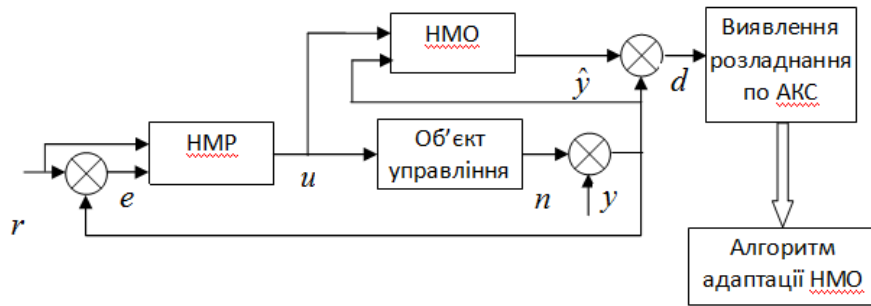 НМО
ŷ
d
Виявлення
розладнання
по АКС
НМР
u
Об’єкт
управління
n
y
r
e
Алгоритм
адаптації НМО